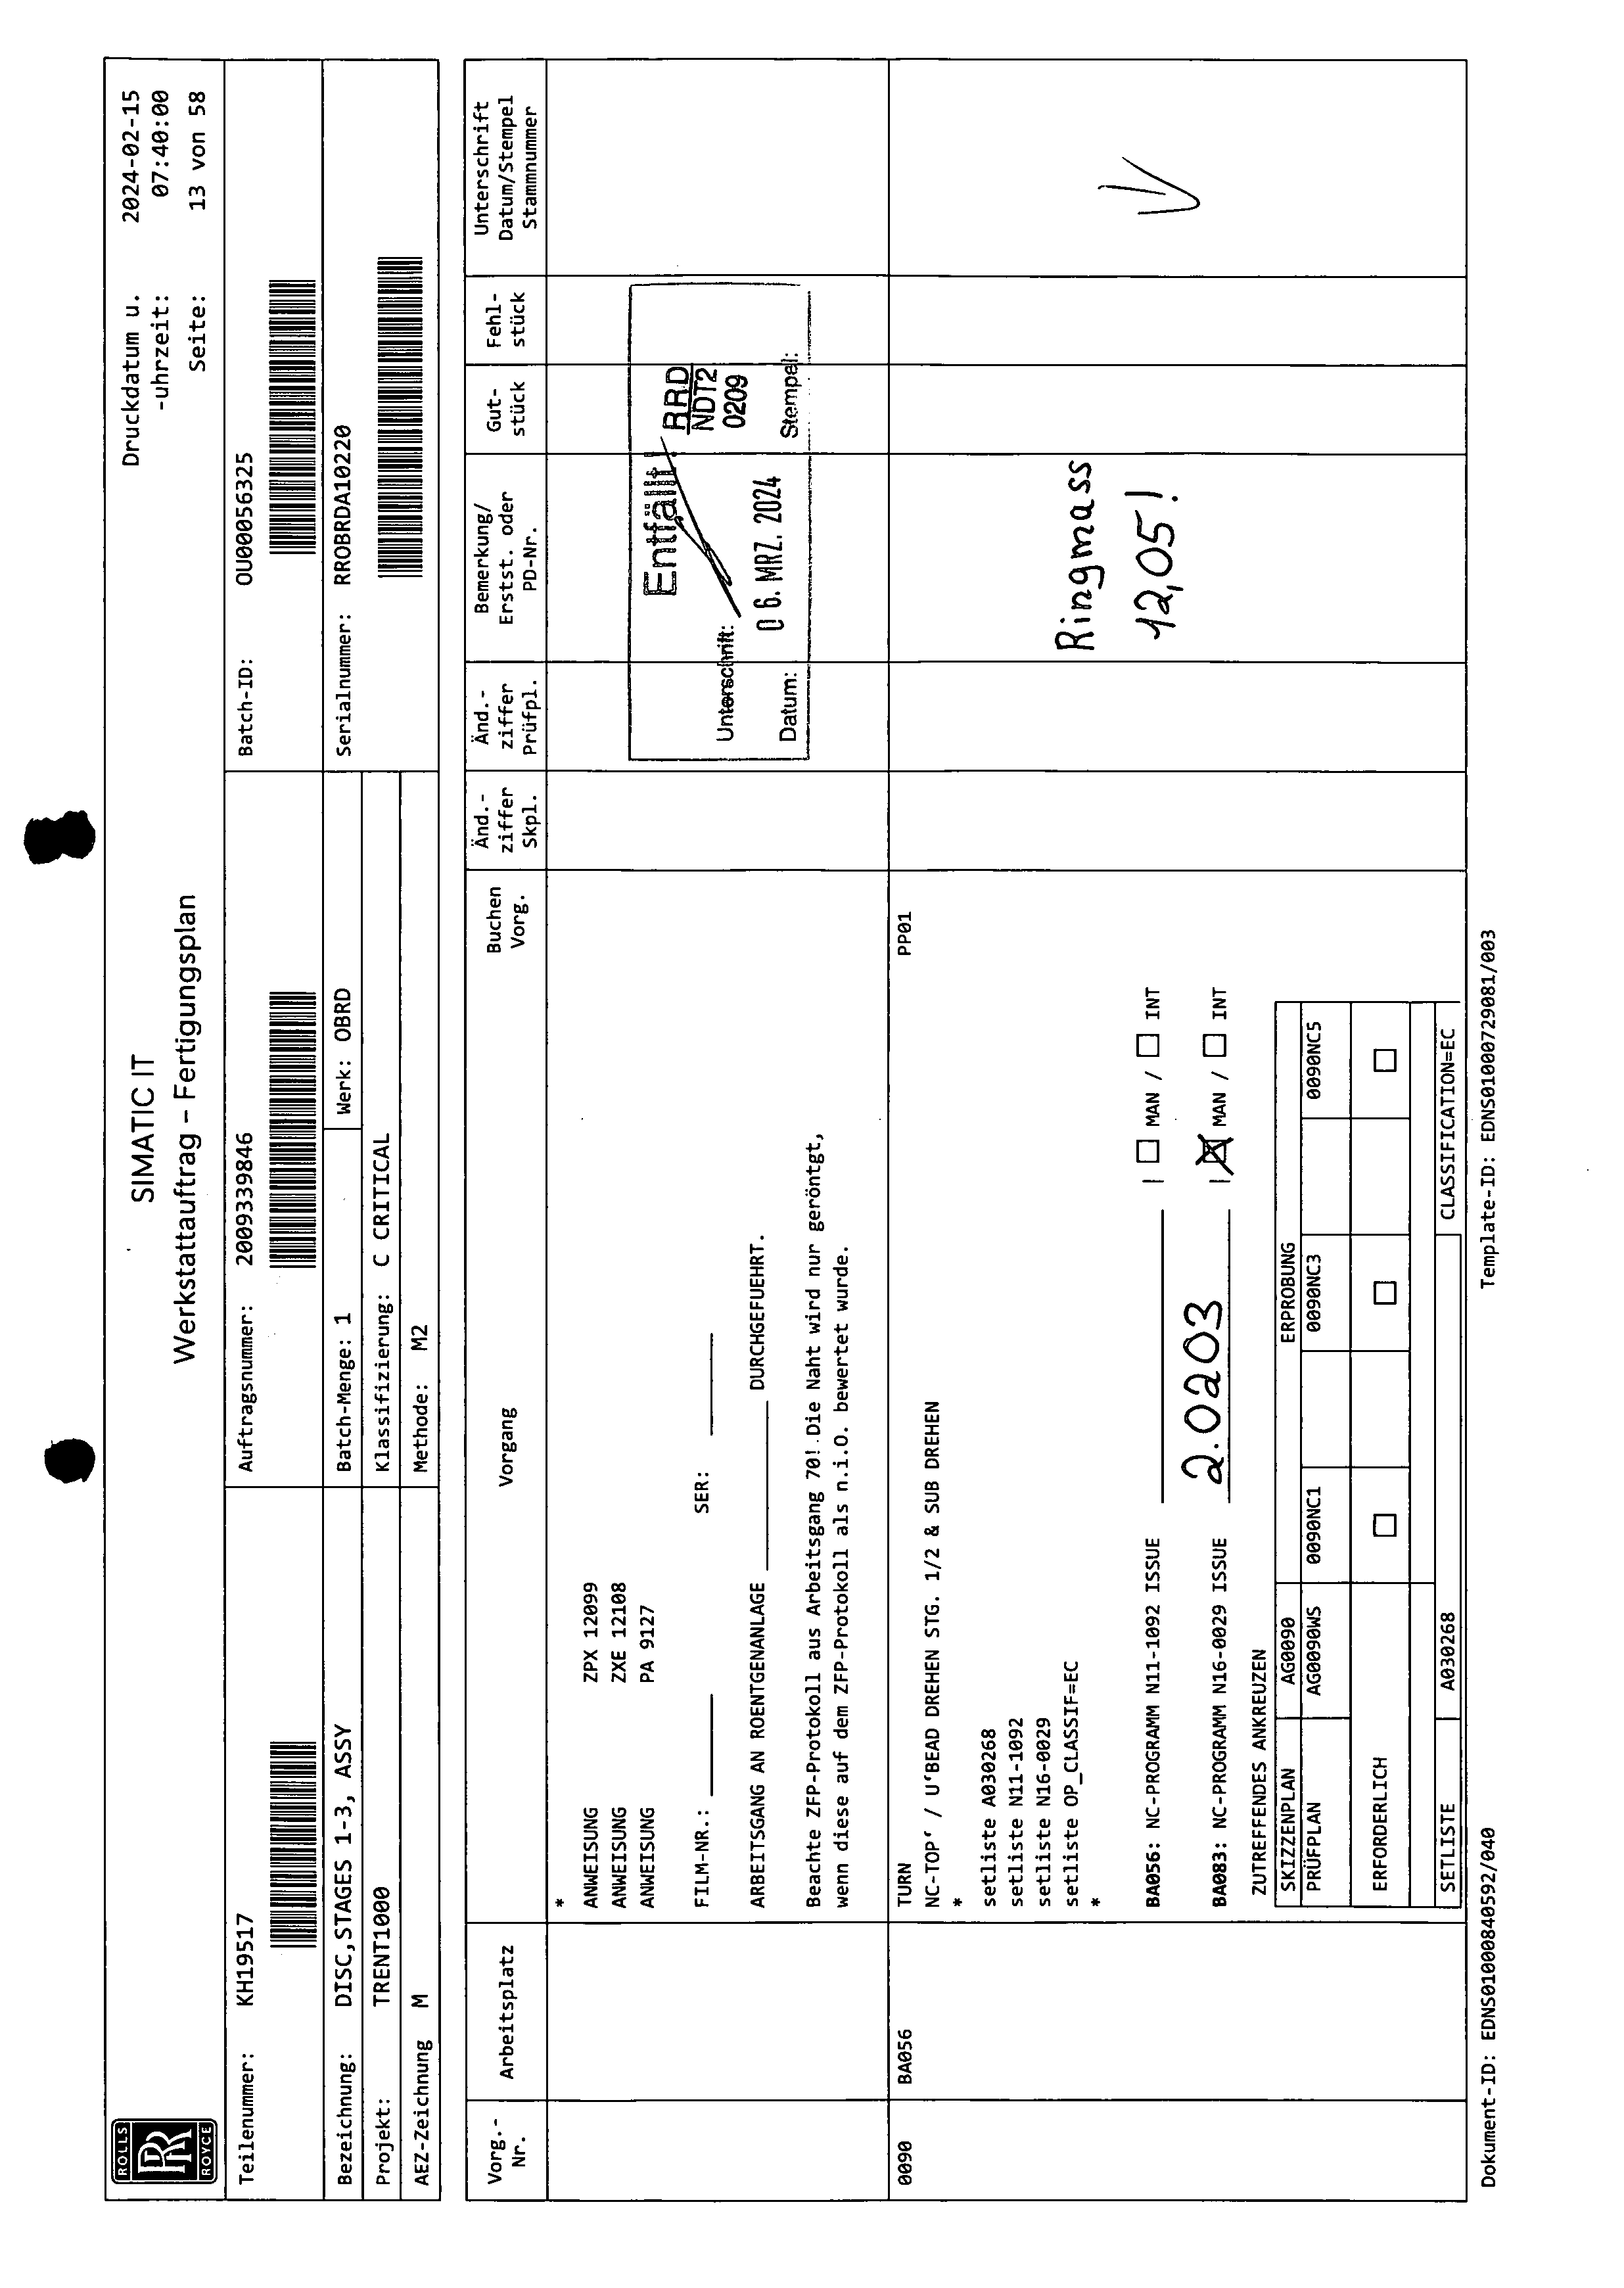 ROLLS
RR
ROYCE
SIMATIC IT
Werkstattauftrag – Fertigungsplan
Druckdatum u. 2024-02-15
-uhrzeit: 07:40:00
Seite: 13 von 58
Teilenummer: KH19517
Auftragsnummer: 2009339846
Batch-ID: OU00056325
Bezeichnung: DISC,STAGES 1-3, ASSY
Batch-Menge: 1
Werk: OBRD
Serialnummer: RROBRDA10220
Projekt: TRENT1000
Klassifizierung: C CRITICAL
AEZ-Zeichnung M
Methode: M2
Vorg.-
Nr.
Arbeitsplatz
Vorgang
Buchen
Vorg.
Änd.-
ziffer
Skpl.
Änd.-
ziffer
Prüfpl.
Bemerkung/
Erstst. oder
PD-Nr.
Gut-
stück
Fehl-
stück
Unterschrift
Datum/Stempel
Stammnummer
*
ANWEISUNG ZPX 12099
ANWEISUNG ZXE 12108
ANWEISUNG PA 9127
FILM-NR.: SER:
ARBEITSGANG AN ROENTGENANLAGE DURCHGEFUEHRT.
Beachte ZFP-Protokoll aus Arbeitsgang 70! Die Naht wird nur geröntgt,
wenn diese auf dem ZFP-Protokoll als n.i.O. bewertet wurde.
Entfällt!
RRD
NDT2
0209
Unterschrift:
Datum: 06. MRZ. 2024 Stempel:
0090 BA056 TURN PP01
NC-TOP' / U'BEAD DREHEN STG. 1/2 & SUB DREHEN
*
setliste A030268
setliste N11-1092
setliste N16-0029
setliste OP_CLASSIF=EC
*
BA056: NC-PROGRAMM N11-1092 ISSUE | MAN / INT
BA083: NC-PROGRAMM N16-0029 ISSUE 2.0203 | MAN / INT
Ringmass
12,05!
ZUTREFFENDES ANKREUZEN
SKIZZENPLAN AG0090 ERPROBUNG
PRÜFPLAN AG0090WS 0090NC1 0090NC3 0090NC5
ERFORDERLICH
SETLISTE A030268 CLASSIFICATION=EC
Dokument-ID: EDNS01000840592/040 Template-ID: EDNS01000729081/003